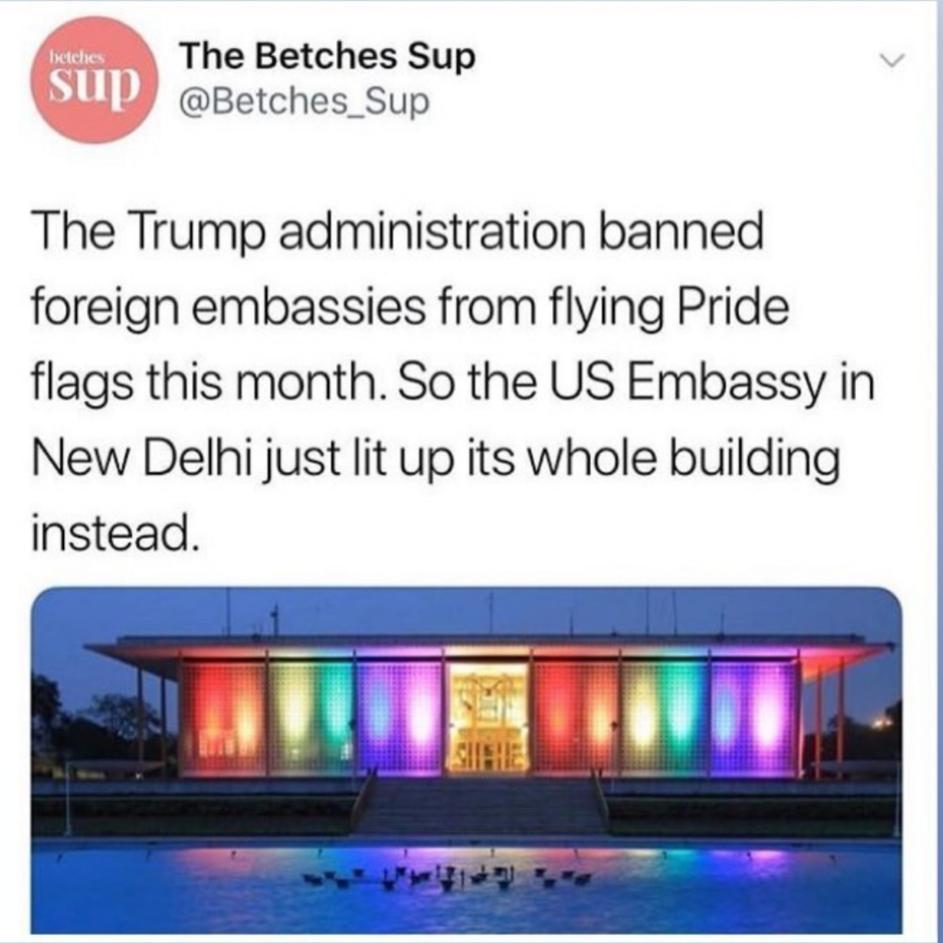 betches
sup
The Betches Sup
@Betches_Sup
The Trump administration banned
foreign embassies from flying Pride
flags this month. So the US Embassy in
New Delhi just lit up its whole building
instead.